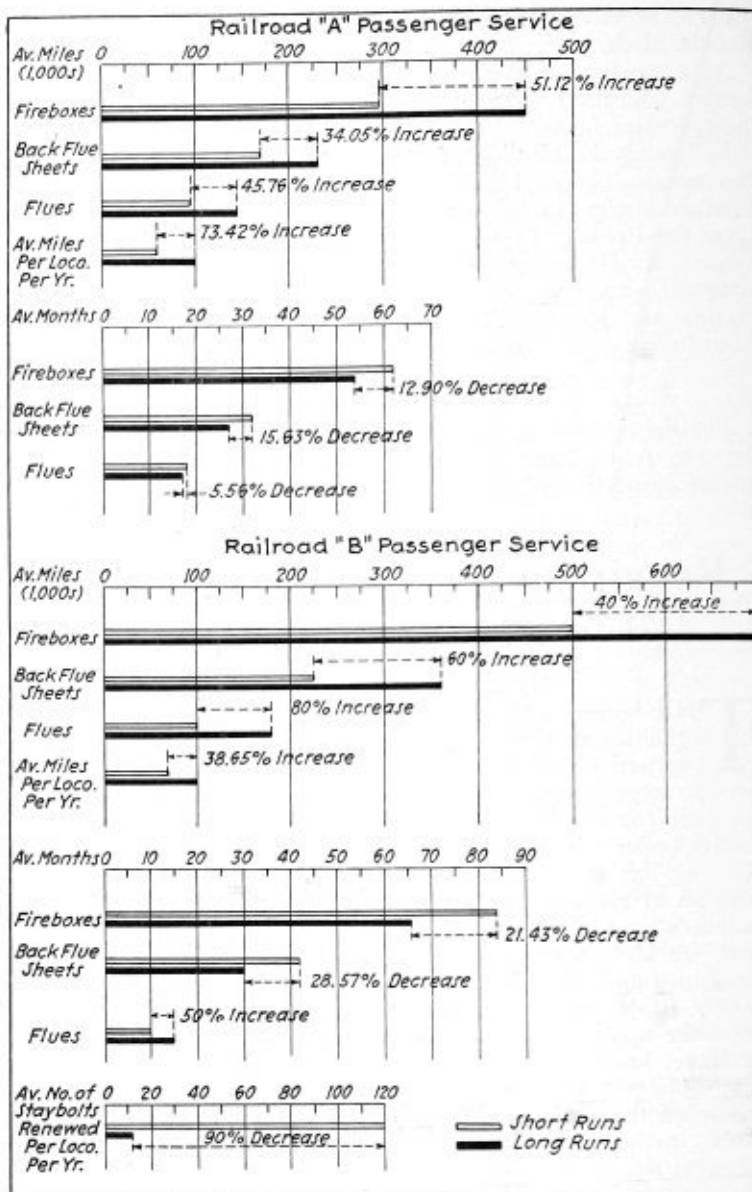 Railroad "A" Passenger Service
Av. Miles (1,000s) 0 100 200 300 400 500
Fireboxes 51.12% Increase
Back Flue Sheets 34.05% Increase
Flues 45.76% Increase
Av. Miles Per Loco. Per Yr. 73.42% Increase
Av. Months 0 10 20 30 40 50 60 70
Fireboxes 12.90% Decrease
Back Flue Sheets 15.63% Decrease
Flues 5.56% Decrease
Railroad "B" Passenger Service
Av. Miles (1,000s) 0 100 200 300 400 500 600
Fireboxes 40% Increase
Back Flue Sheets 60% Increase
Flues 80% Increase
Av. Miles Per Loco. Per Yr. 38.65% Increase
Av. Months 0 10 20 30 40 50 60 70 80 90
Fireboxes 21.43% Decrease
Back Flue Sheets 28.57% Decrease
Flues 50% Increase
Av. No. of Staybolts Renewed Per Loco. Per Yr. 0 20 40 60 80 100 120
90% Decrease
Short Runs
Long Runs